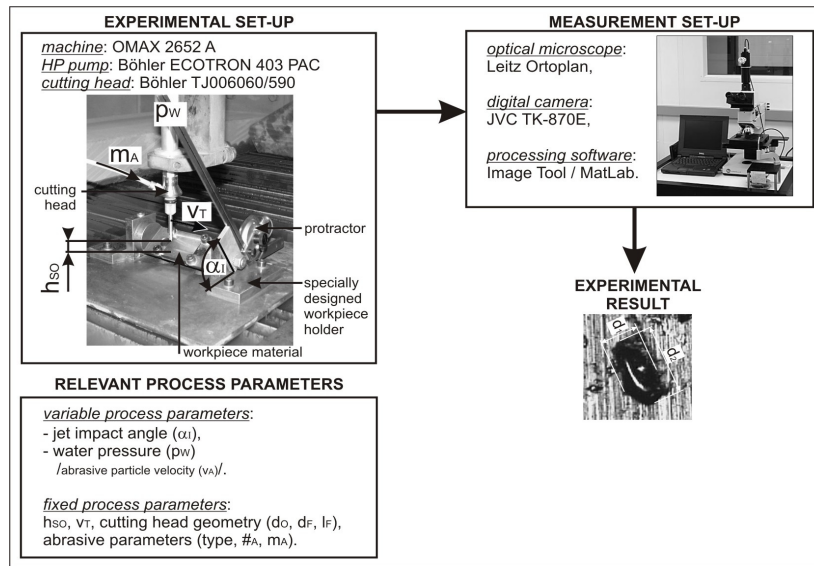 EXPERIMENTAL SET-UP
machine: OMAX 2652 A
HP pump: Böhler ECOTRON 403 PAC
cutting head: Böhler TJ006060/590
pW
mA
cutting
head
vT
protractor
αI
hSO
specially
designed
workpiece
holder
workpiece material
RELEVANT PROCESS PARAMETERS
variable process parameters:
- jet impact angle (αI),
- water pressure (pW)
/abrasive particle velocity (vA)/.
fixed process parameters:
hSO, vT, cutting head geometry (dO, dF, lF),
abrasive parameters (type, #A, mA).
MEASUREMENT SET-UP
optical microscope:
Leitz Ortoplan,
digital camera:
JVC TK-870E,
processing software:
Image Tool / MatLab.
EXPERIMENTAL
RESULT
d1
d2